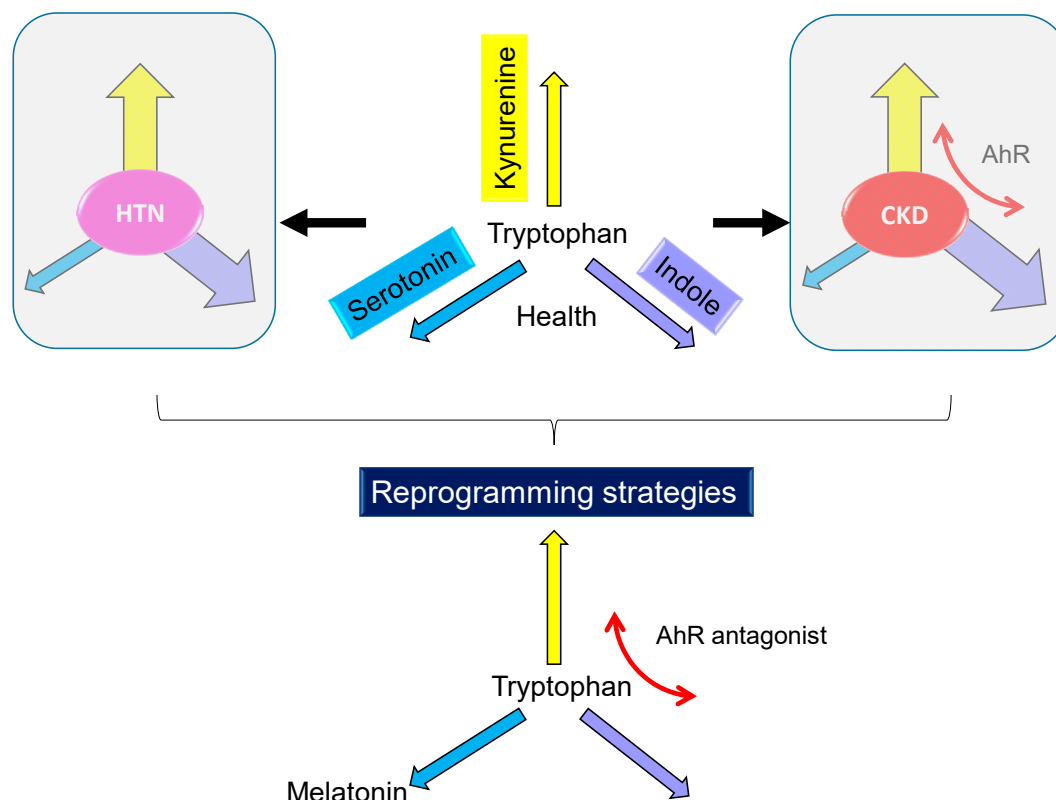 Kynurenine
HTN
Tryptophan
Serotonin
Indole
Health
AhR
CKD
Reprogramming strategies
AhR antagonist
Tryptophan
Melatonin